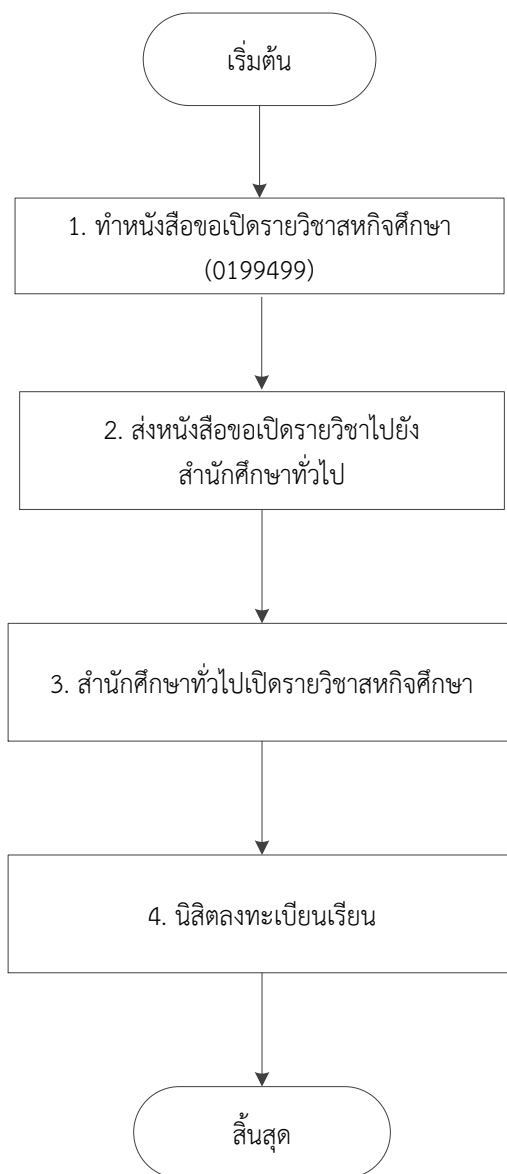 เริ่มต้น
1. ทำหนังสือขอเปิดรายวิชาสหกิจศึกษา
(0199499)
2. ส่งหนังสือขอเปิดรายวิชาไปยัง
สำนักศึกษาทั่วไป
3. สำนักศึกษาทั่วไปเปิดรายวิชาสหกิจศึกษา
4. นิสิตลงทะเบียนเรียน
สิ้นสุด